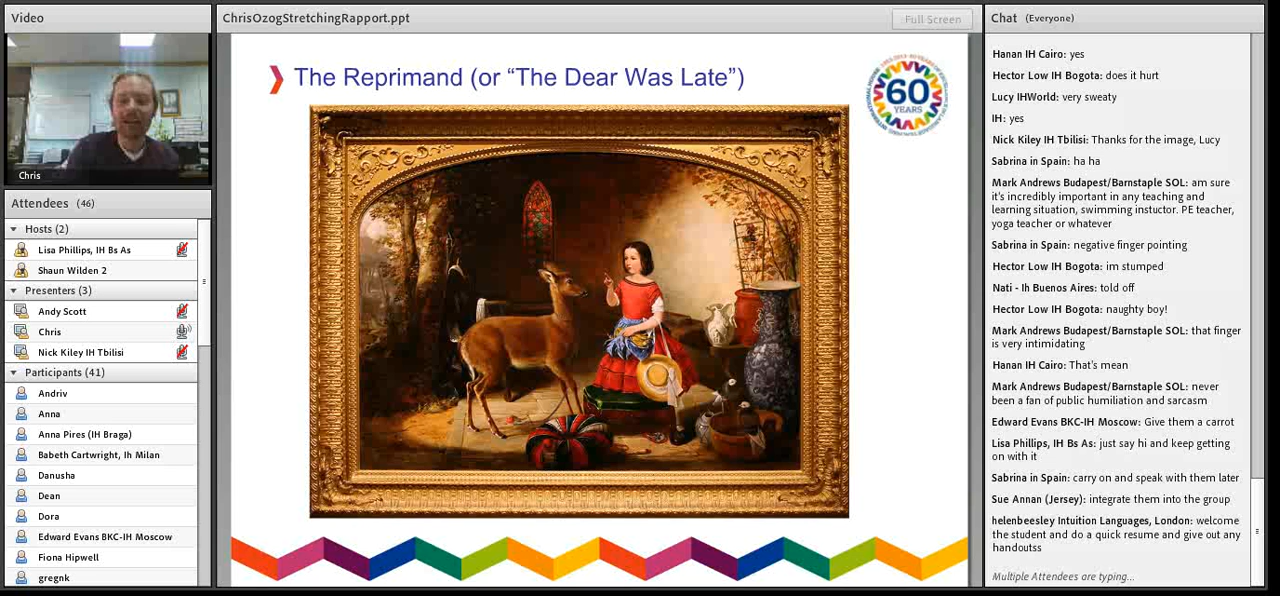 Video
Chris
Attendees (46)
Hosts (2)
Lisa Phillips, IH Bs As
Shaun Wilden 2
Presenters (3)
Andy Scott
Chris
Nick Kiley IH Tbilisi
Participants (41)
Andriv
Anna
Anna Pires (IH Braga)
Babeth Cartwright, Ih Milan
Danusha
Dean
Dora
Edward Evans BKC-IH Moscow
Fiona Hipwell
gregnk
ChrisOzogStretchingRapport.ppt
Full Screen
The Reprimand (or “The Dear Was Late”)
60
YEARS
Chat (Everyone)
Hanan IH Cairo: yes
Hector Low IH Bogota: does it hurt
Lucy IHWorld: very sweaty
IH: yes
Nick Kiley IH Tbilisi: Thanks for the image, Lucy
Sabrina in Spain: ha ha
Mark Andrews Budapest/Barnstaple SOL: am sure
it's incredibly important in any teaching and
learning situation, swimming instuctor. PE teacher,
yoga teacher or whatever
Sabrina in Spain: negative finger pointing
Hector Low IH Bogota: im stumped
Nati - Ih Buenos Aires: told off
Hector Low IH Bogota: naughty boy!
Mark Andrews Budapest/Barnstaple SOL: that finger
is very intimidating
Hanan IH Cairo: That's mean
Mark Andrews Budapest/Barnstaple SOL: never
been a fan of public humiliation and sarcasm
Edward Evans BKC-IH Moscow: Give them a carrot
Lisa Phillips, IH Bs As: just say hi and keep getting
on with it
Sabrina in Spain: carry on and speak with them later
Sue Annan (Jersey): integrate them into the group
helenbeesley Intuition Languages, London: welcome
the student and do a quick resume and give out any
handoutss
Multiple Attendees are typing...